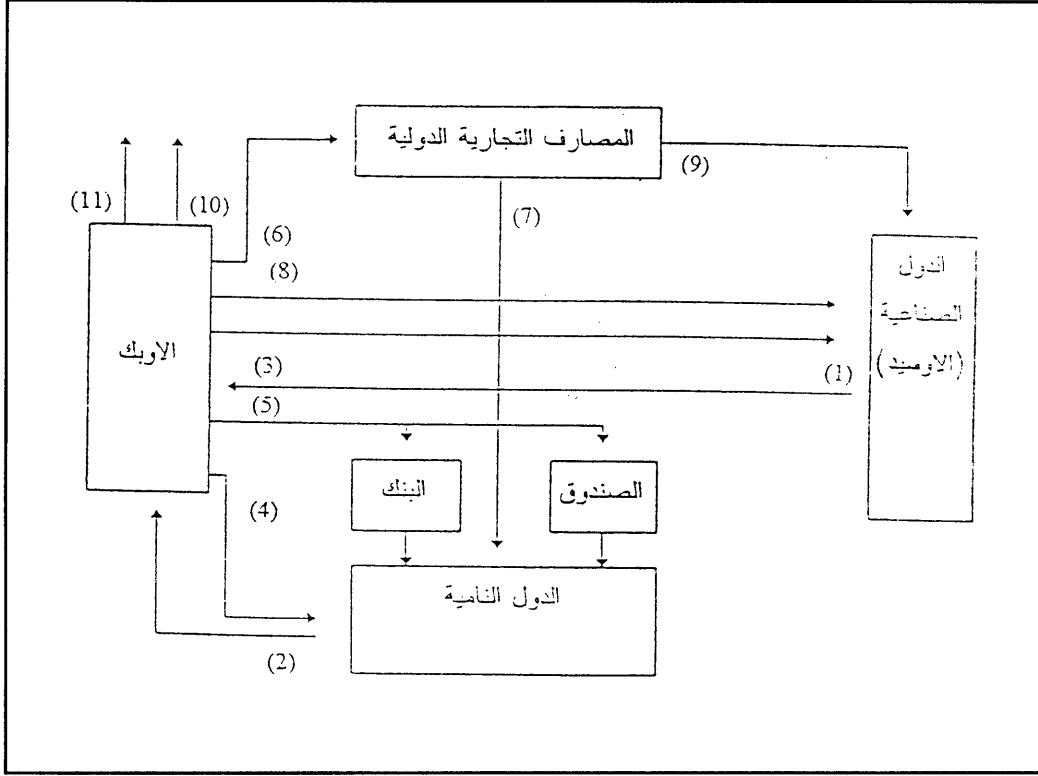 المصارف التجارية الدولية
(9)
(11)
(10)
(7)
(6)
(8)
الدول
الصناعية
(الاوسيد)
الاوبك
(3)
(1)
(5)
البنك
الصندوق
(4)
الدول النامية
(2)